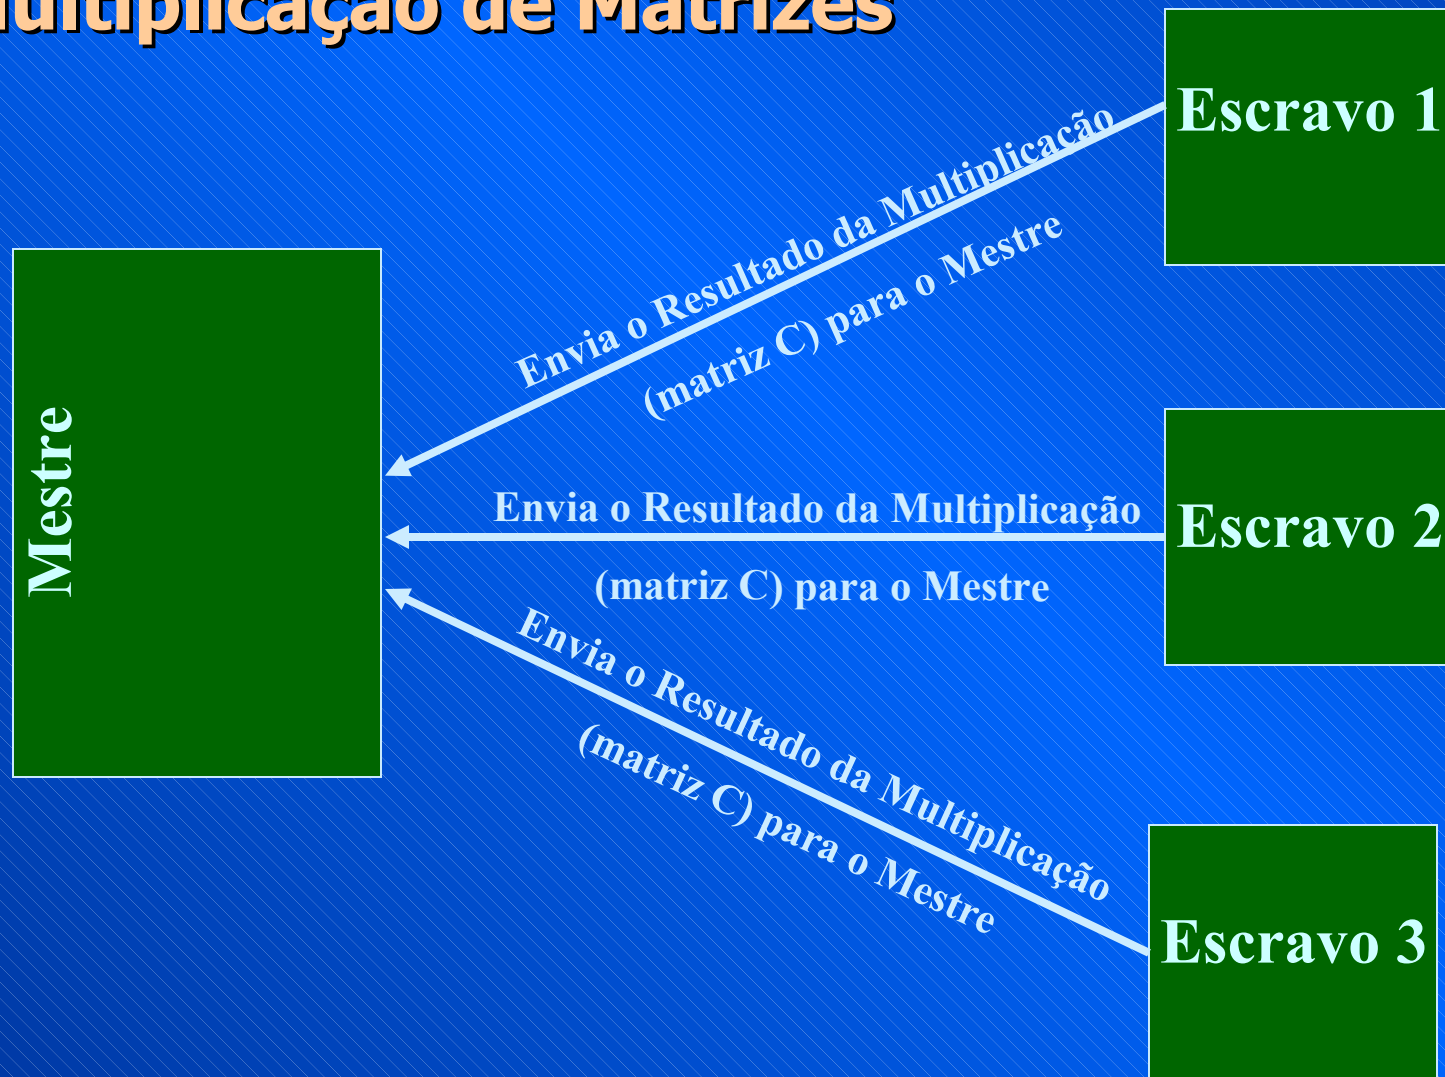 ultiplicação de Matrizes
Escravo 1
Envia o Resultado da Multiplicação
(matriz C) para o Mestre
Mestre
Envia o Resultado da Multiplicação
(matriz C) para o Mestre
Escravo 2
Envia o Resultado da Multiplicação
(matriz C) para o Mestre
Escravo 3